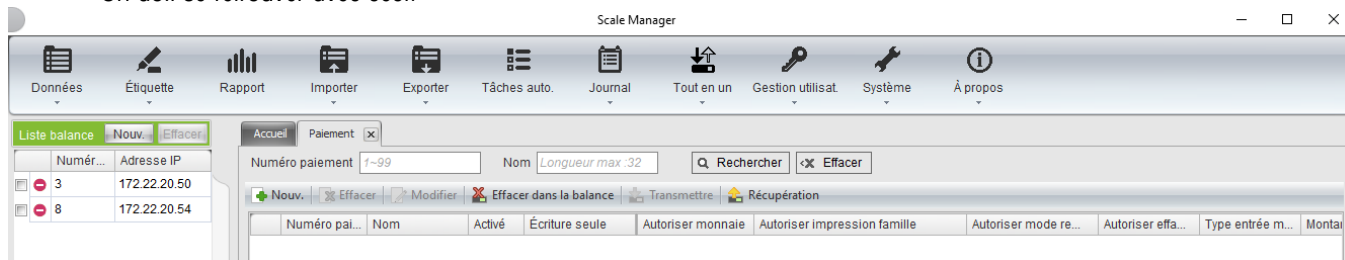 Scale Manager
Données Étiquette Rapport Importer Exporter Tâches auto. Journal Tout en un Gestion utilisat. Système À propos
Liste balance Nouv. Effacer
Numér... Adresse IP
3 172.22.20.50
8 172.22.20.54
Accueil Paiement
Numéro paiement 1~99 Nom Longueur max :32 Rechercher Effacer
Nouv. Effacer Modifier Effacer dans la balance Transmettre Récupération
Numéro pai... Nom Activé Écriture seule Autoriser monnaie Autoriser impression famille Autoriser mode re... Autoriser effa... Type entrée m... Montai